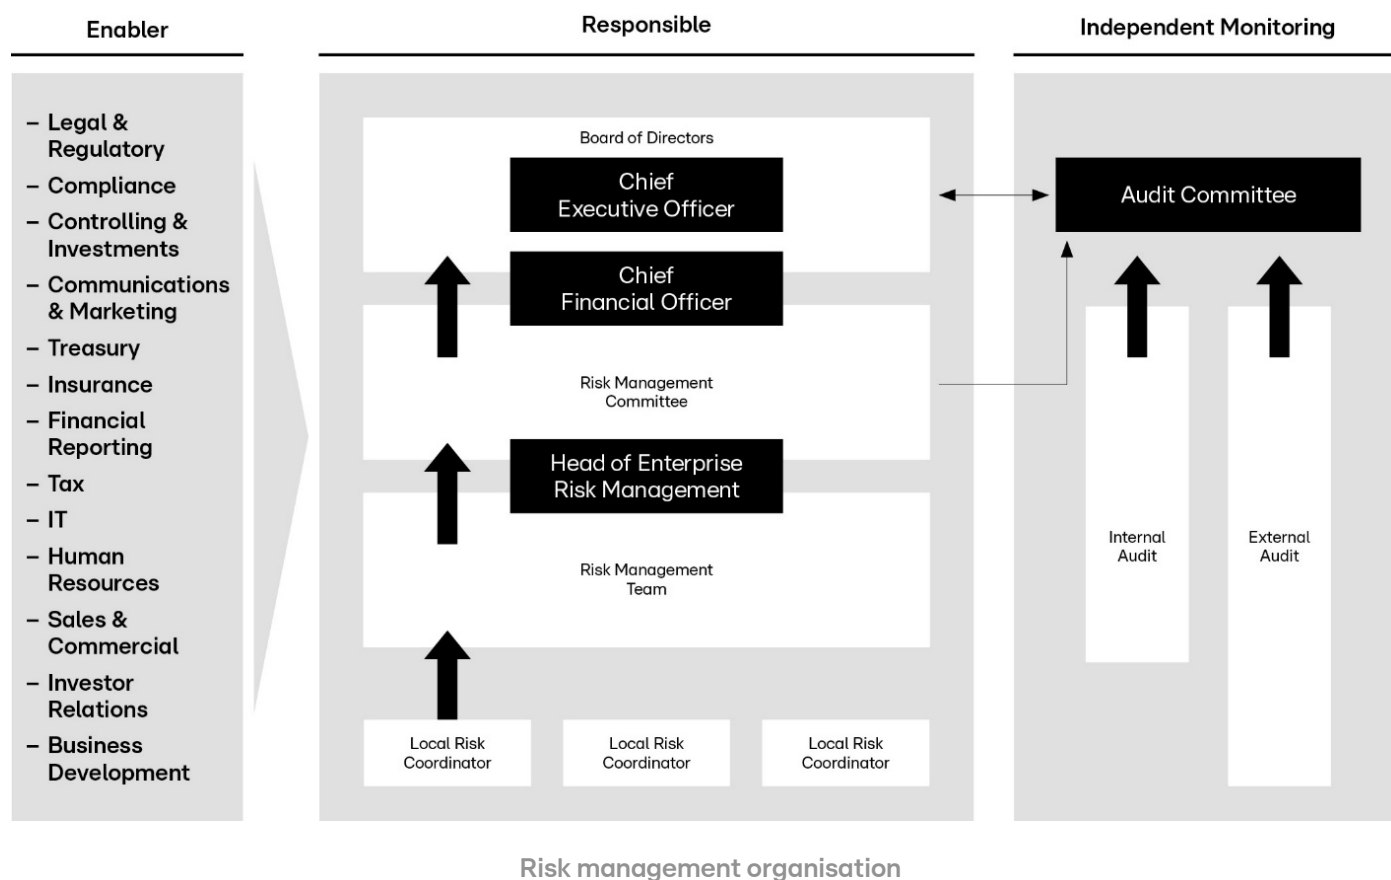 Enabler
– Legal &
Regulatory
– Compliance
– Controlling &
Investments
– Communications
& Marketing
– Treasury
– Insurance
– Financial
Reporting
– Tax
– IT
– Human
Resources
– Sales &
Commercial
– Investor
Relations
– Business
Development
Responsible
Board of Directors
Chief
Executive Officer
Chief
Financial Officer
Risk Management
Committee
Head of Enterprise
Risk Management
Risk Management
Team
Local Risk
Coordinator
Local Risk
Coordinator
Local Risk
Coordinator
Independent Monitoring
Audit Committee
Internal
Audit
External
Audit
Risk management organisation